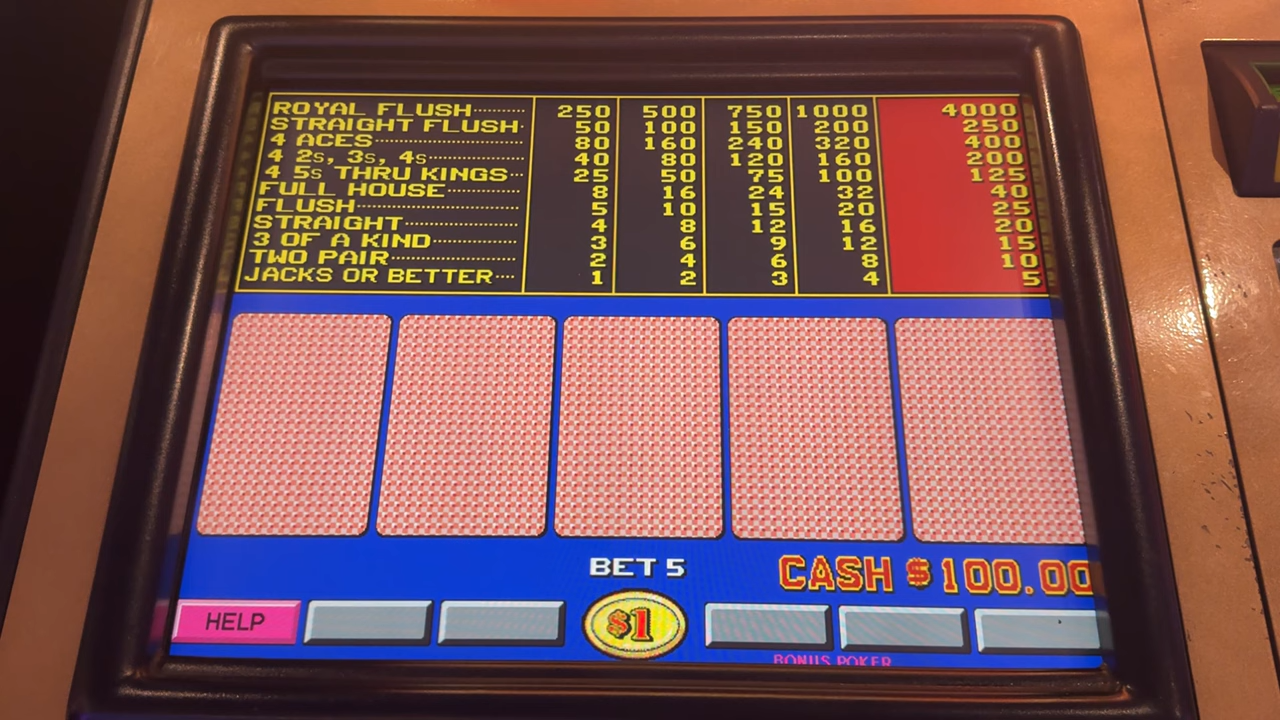 ROYAL FLUSH 250 500 750 1000 4000
STRAIGHT FLUSH 50 100 150 200 250
4 ACES 80 160 240 320 400
4 2s, 3s, 4s 40 80 120 160 200
4 5s THRU KINGS 25 50 75 100 125
FULL HOUSE 8 16 24 32 40
FLUSH 5 10 15 20 25
STRAIGHT 4 8 12 16 20
3 OF A KIND 3 6 9 12 15
TWO PAIR 2 4 6 8 10
JACKS OR BETTER 1 2 3 4 5
BET 5
CASH $100.00
HELP
$1
BONUS POKER